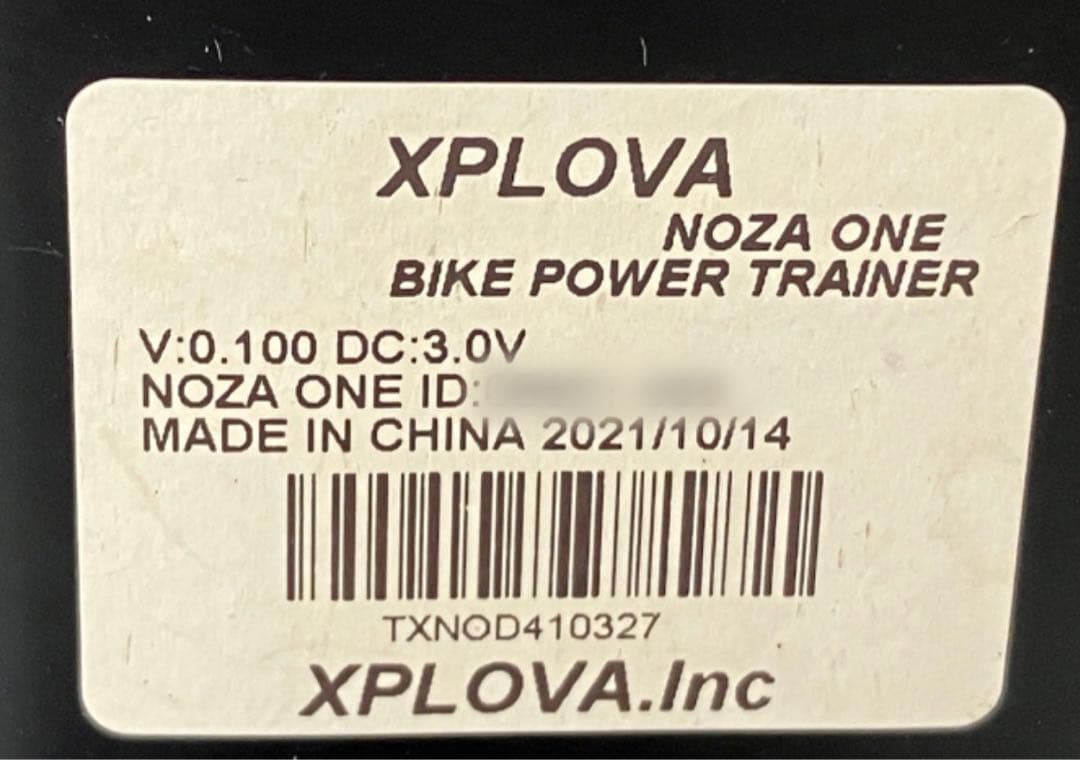 XPLOVA
NOZA ONE
BIKE POWER TRAINER
V:0.100 DC:3.0V
NOZA ONE ID:
MADE IN CHINA 2021/10/14
TXNOD410327
XPLOVA.Inc